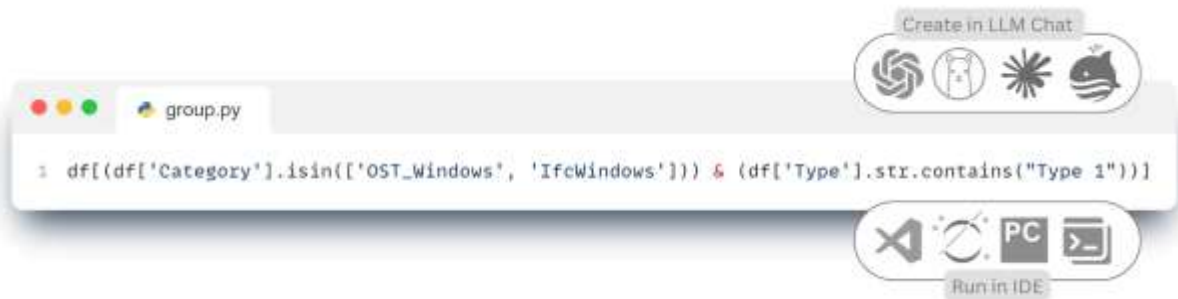 Create in LLM Chat
group.py
1 df[(df['Category'].isin(['OST_Windows', 'IfcWindows'])) & (df['Type'].str.contains("Type 1"))]
PC
Run in IDE